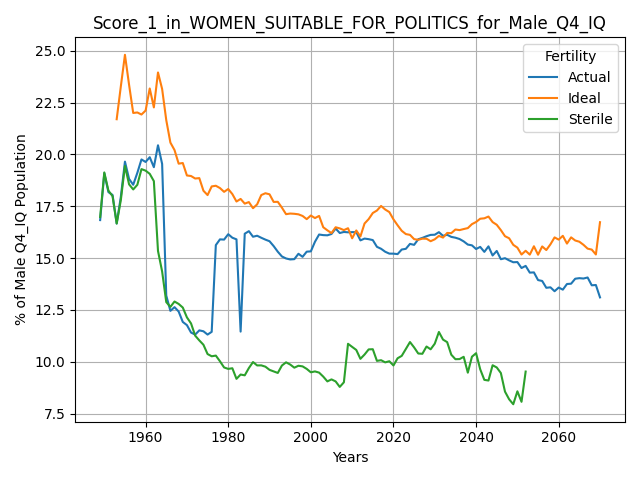 Score_1_in_WOMEN_SUITABLE_FOR_POLITICS_for_Male_Q4_IQ
Fertility
Actual
Ideal
Sterile
% of Male Q4_IQ Population
25.0
22.5
20.0
17.5
15.0
12.5
10.0
7.5
1960
1980
2000
2020
2040
2060
Years